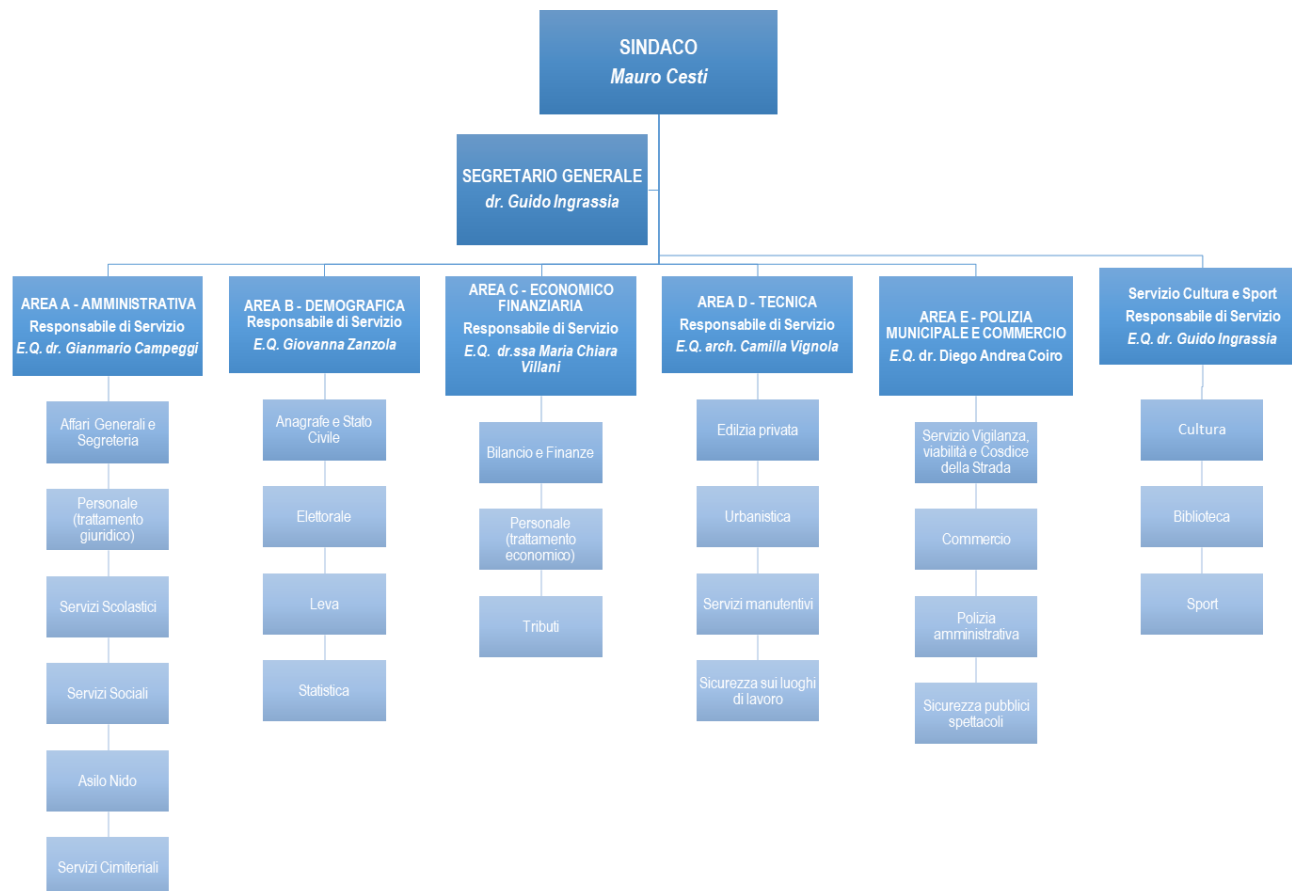 SINDACO
Mauro Cesti
SEGRETARIO GENERALE
dr. Guido Ingrassia
AREA A - AMMINISTRATIVA
Responsabile di Servizio
E.Q. dr. Gianmario Campeggi
Affari Generali e
Segreteria
Personale
(trattamento
giuridico)
Servizi Scolastici
Servizi Sociali
Asilo Nido
Servizi Cimiteriali
AREA B - DEMOGRAFICA
Responsabile di Servizio
E.Q. Giovanna Zanzola
Anagrafe e Stato
Civile
Elettorale
Leva
Statistica
AREA C - ECONOMICO
FINANZIARIA
Responsabile di Servizio
E.Q. dr.ssa Maria Chiara
Villani
Bilancio e Finanze
Personale
(trattamento
economico)
Tributi
AREA D - TECNICA
Responsabile di Servizio
E.Q. arch. Camilla Vignola
Edilzia privata
Urbanistica
Servizi manutentivi
Sicurezza sui luoghi
di lavoro
AREA E - POLIZIA
MUNICIPALE E COMMERCIO
E.Q. dr. Diego Andrea Coiro
Servizio Vigilanza,
viabilità e Cosdice
della Strada
Commercio
Polizia
amministrativa
Sicurezza pubblici
spettacoli
Servizio Cultura e Sport
Responsabile di Servizio
E.Q. dr. Guido Ingrassia
Cultura
Biblioteca
Sport